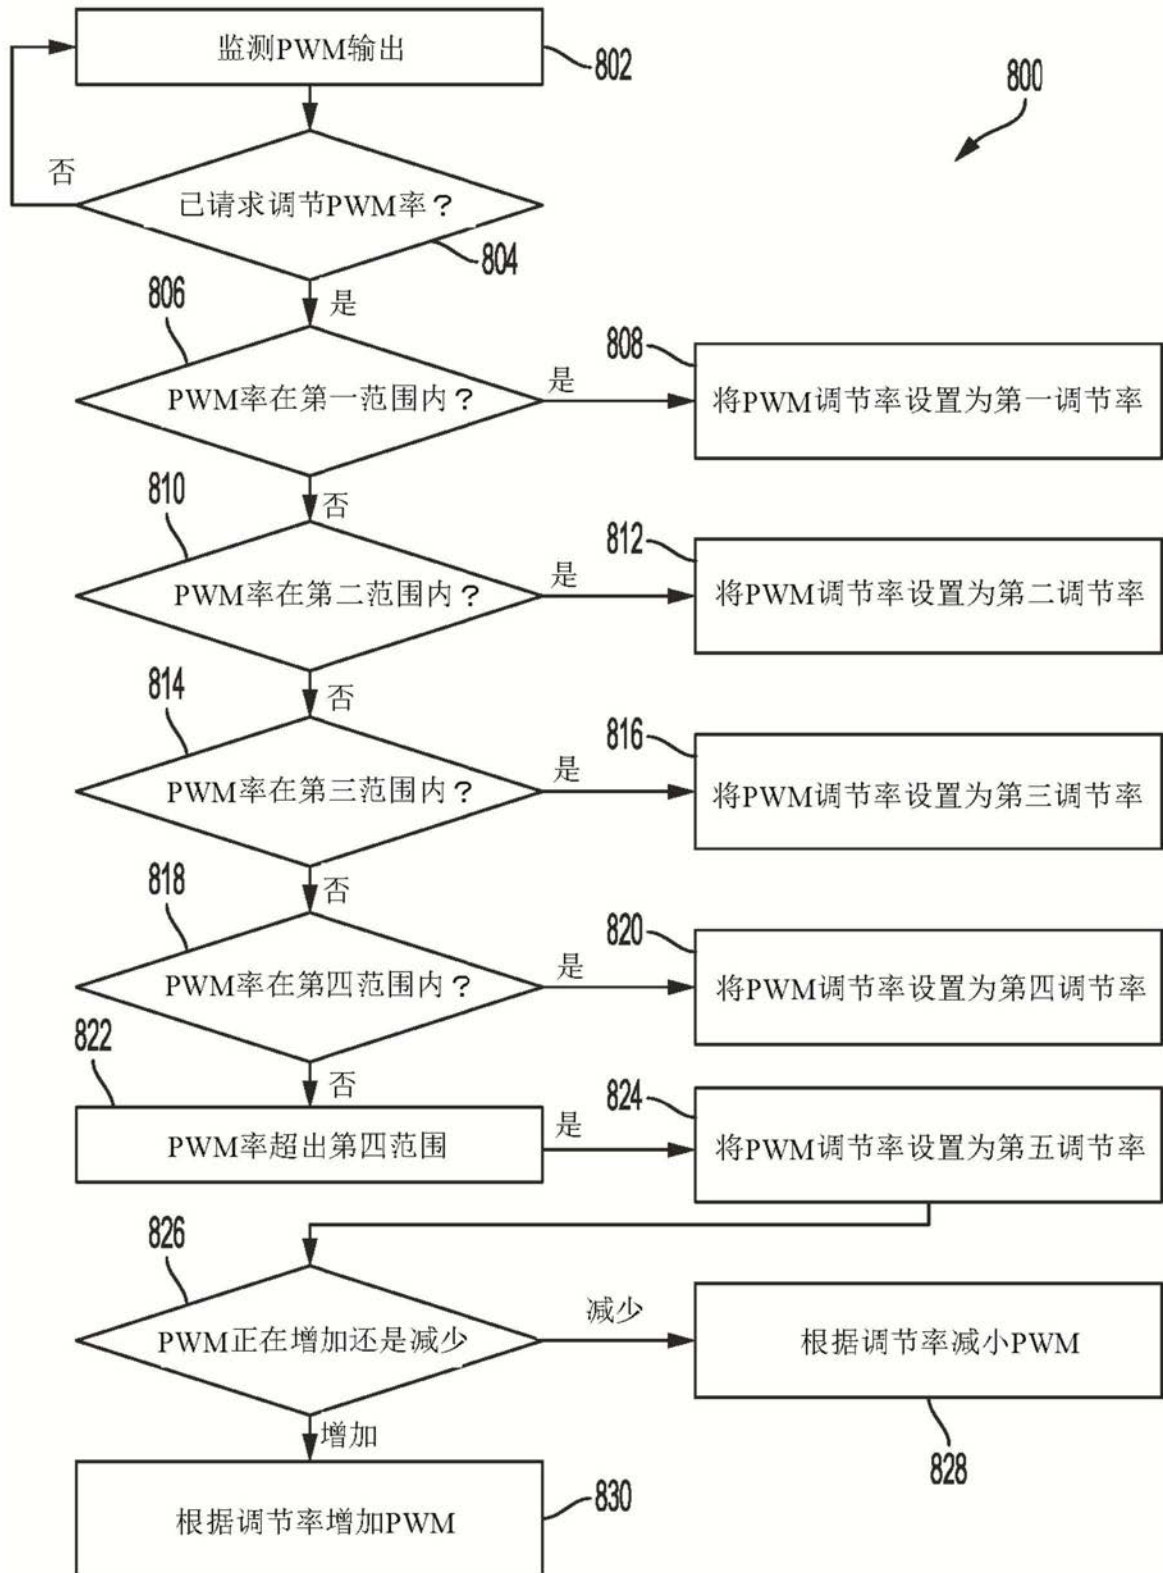 监测PWM输出
802
800
否
已请求调节PWM率?
804
是
806
PWM率在第一范围内?
是
808
将PWM调节率设置为第一调节率
否
810
PWM率在第二范围内?
是
812
将PWM调节率设置为第二调节率
否
814
PWM率在第三范围内?
是
816
将PWM调节率设置为第三调节率
否
818
PWM率在第四范围内?
是
820
将PWM调节率设置为第四调节率
否
822
PWM率超出第四范围
是
824
将PWM调节率设置为第五调节率
826
PWM正在增加还是减少
减少
根据调节率减小PWM
828
增加
根据调节率增加PWM
830